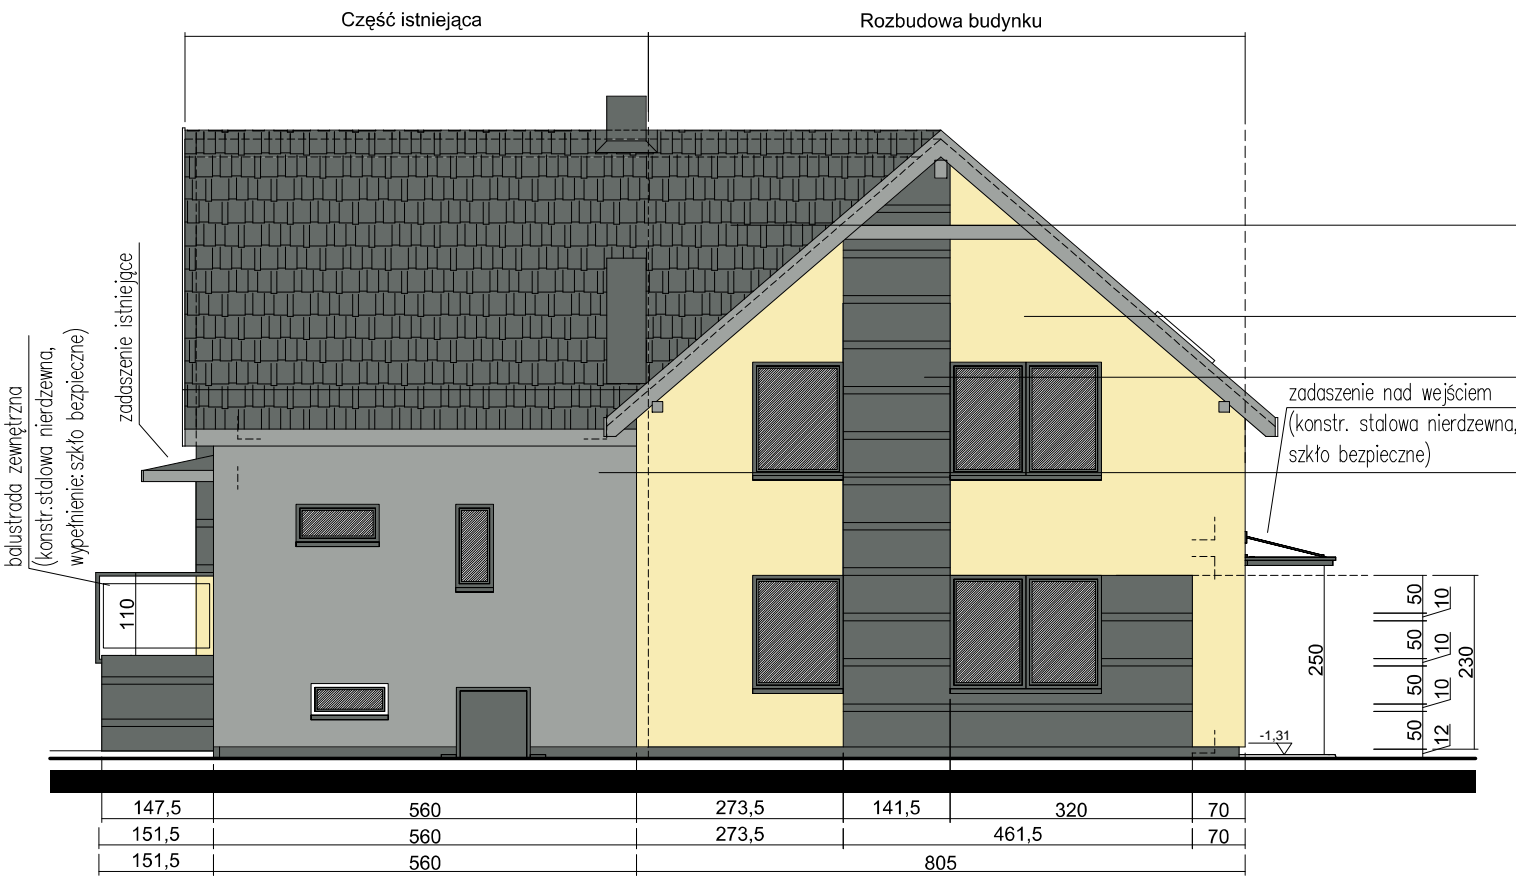 Część istniejąca
Rozbudowa budynku
zadaszenie istniejące
balustrada zewnętrzna
(konstr.stalowa nierdzewna,
wypełnienie:szkło bezpieczne)
zadaszenie nad wejściem
(konstr. stalowa nierdzewna,
szkło bezpieczne)
110
250
50
10
50
10
50
10
50
12
230
-1,31
147,5 560 273,5 141,5 320 70
151,5 560 273,5 461,5 70
151,5 560 805